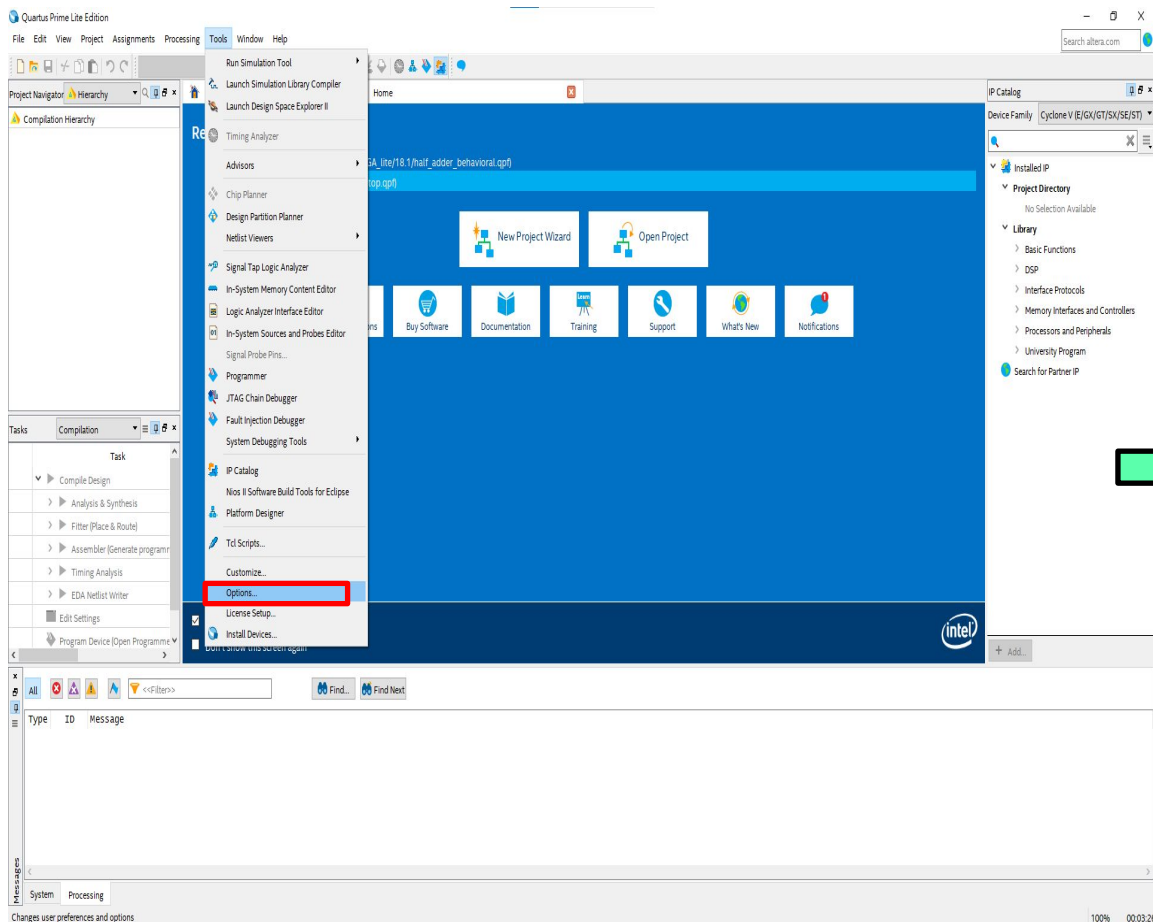 Quartus Prime Lite Edition
File Edit View Project Assignments Processing Tools Window Help
Search altera.com
Project Navigator Hierarchy
Compilation Hierarchy
Run Simulation Tool
Launch Simulation Library Compiler
Launch Design Space Explorer II
Timing Analyzer
Advisors
Chip Planner
Design Partition Planner
Netlist Viewers
Signal Tap Logic Analyzer
In-System Memory Content Editor
Logic Analyzer Interface Editor
In-System Sources and Probes Editor
Signal Probe Pins...
Programmer
JTAG Chain Debugger
Fault Injection Debugger
System Debugging Tools
IP Catalog
Nios II Software Build Tools for Eclipse
Platform Designer
Tcl Scripts...
Customize...
Options...
License Setup...
Install Devices...
Home
Re
GA_lite/18.1/half_adder_behavioral.qpf)
top.qpf)
New Project Wizard
Open Project
ons
Buy Software
Documentation
Training
Support
What's New
Notifications
Learn
Don't show this screen again
intel
IP Catalog
Device Family Cyclone V (E/GX/GT/SX/SE/ST)
Installed IP
Project Directory
No Selection Available
Library
Basic Functions
DSP
Interface Protocols
Memory Interfaces and Controllers
Processors and Peripherals
University Program
Search for Partner IP
+ Add...
Tasks Compilation
Task
Compile Design
Analysis & Synthesis
Fitter (Place & Route)
Assembler (Generate programm
Timing Analysis
EDA Netlist Writer
Edit Settings
Program Device (Open Programme
All
<<Filter>>
Find...
Find Next
Type ID Message
Messages
System Processing
Changes user preferences and options
100% 00:03:26